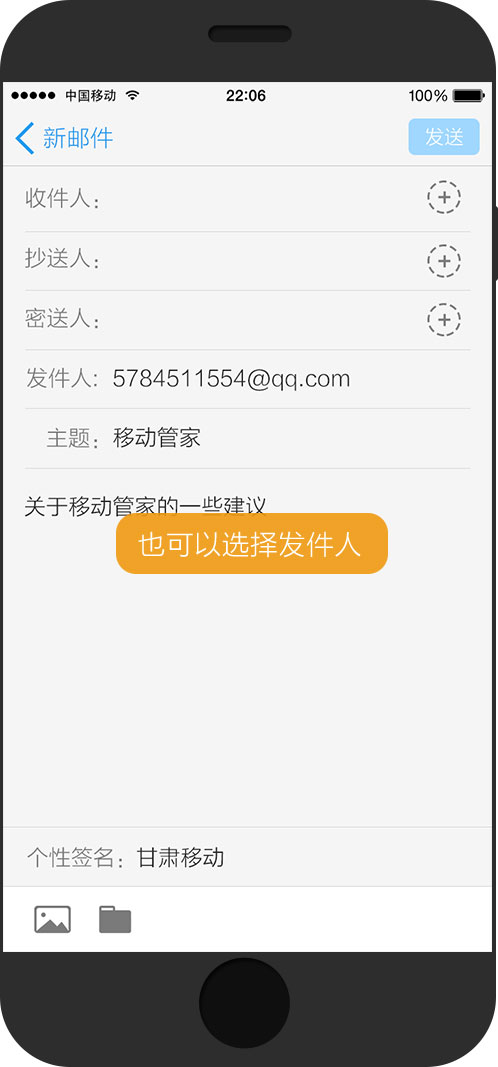 中国移动 22:06 100%
新邮件 发送
收件人：
抄送人：
密送人：
发件人： 5784511554@qq.com
主题： 移动管家
关于移动管家的一些建议
也可以选择发件人
个性签名：甘肃移动